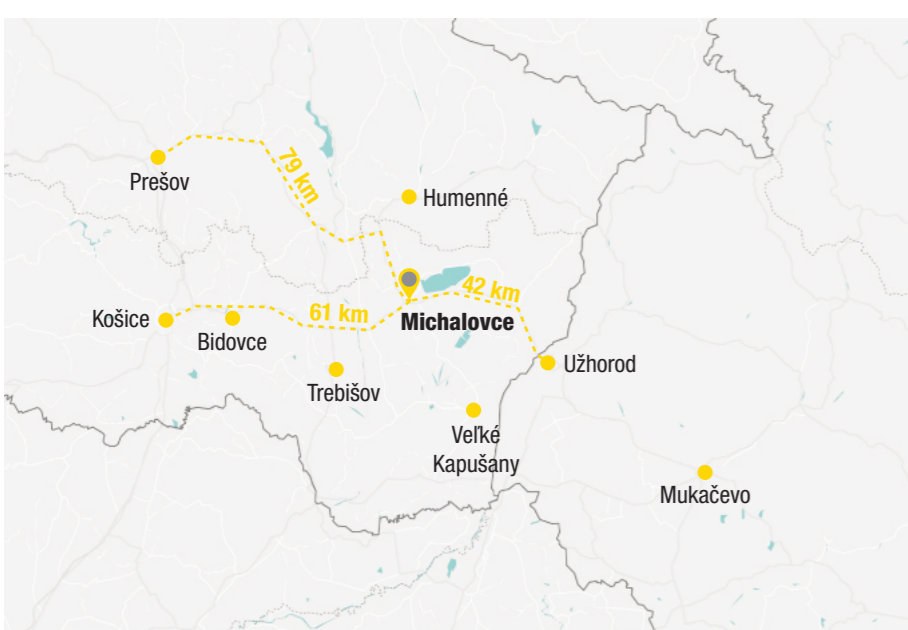 79 km
Prešov
Humenné
42 km
61 km
Košice
Michalovce
Bidovce
Užhorod
Trebišov
Veľké
Kapušany
Mukačevo